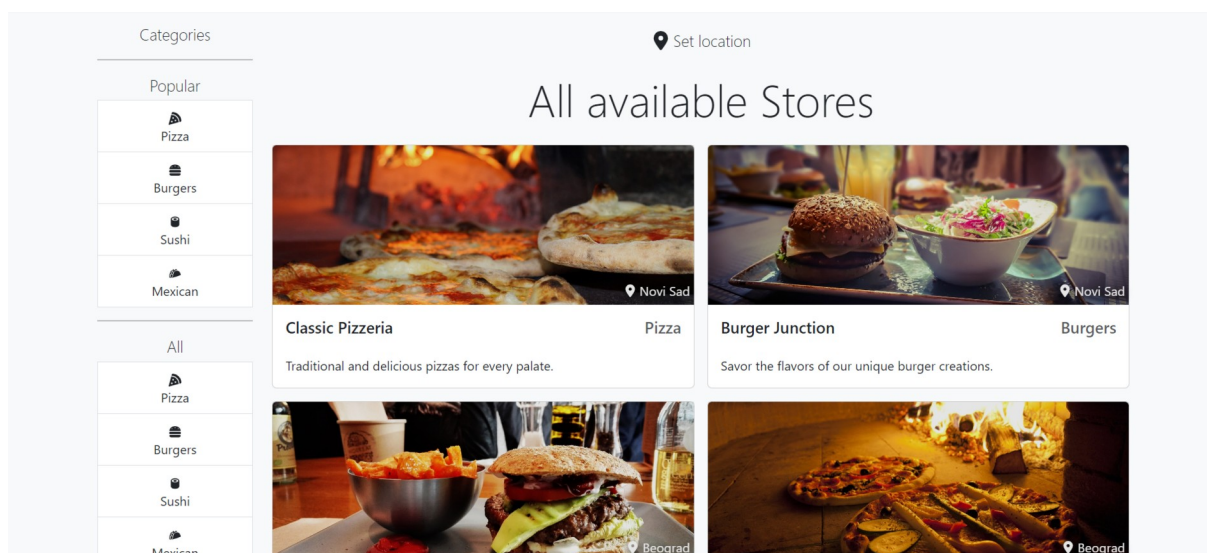 Categories
Popular
Pizza
Burgers
Sushi
Mexican
All
Pizza
Burgers
Sushi
Mexican
Set location
All available Stores
Novi Sad
Classic Pizzeria
Pizza
Traditional and delicious pizzas for every palate.
Novi Sad
Burger Junction
Burgers
Savor the flavors of our unique burger creations.
Beograd
Beograd